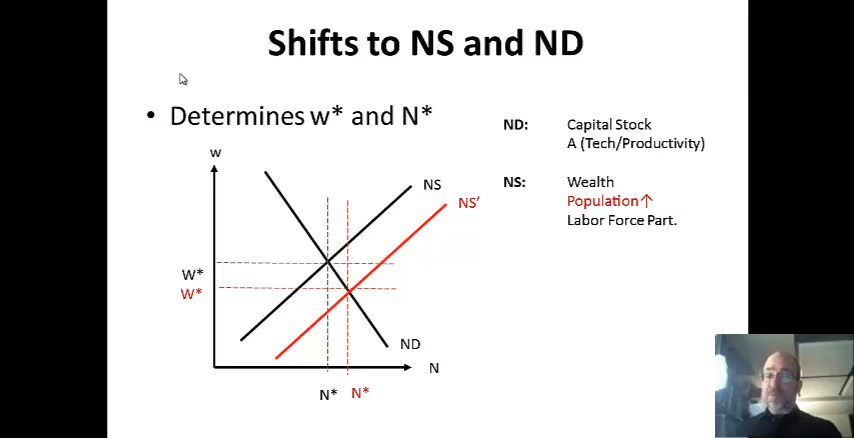 Shifts to NS and ND
• Determines w* and N*
ND: Capital Stock
A (Tech/Productivity)
NS: Wealth
Population↑
Labor Force Part.
w
NS
NS'
W*
W*
ND
N
N* N*